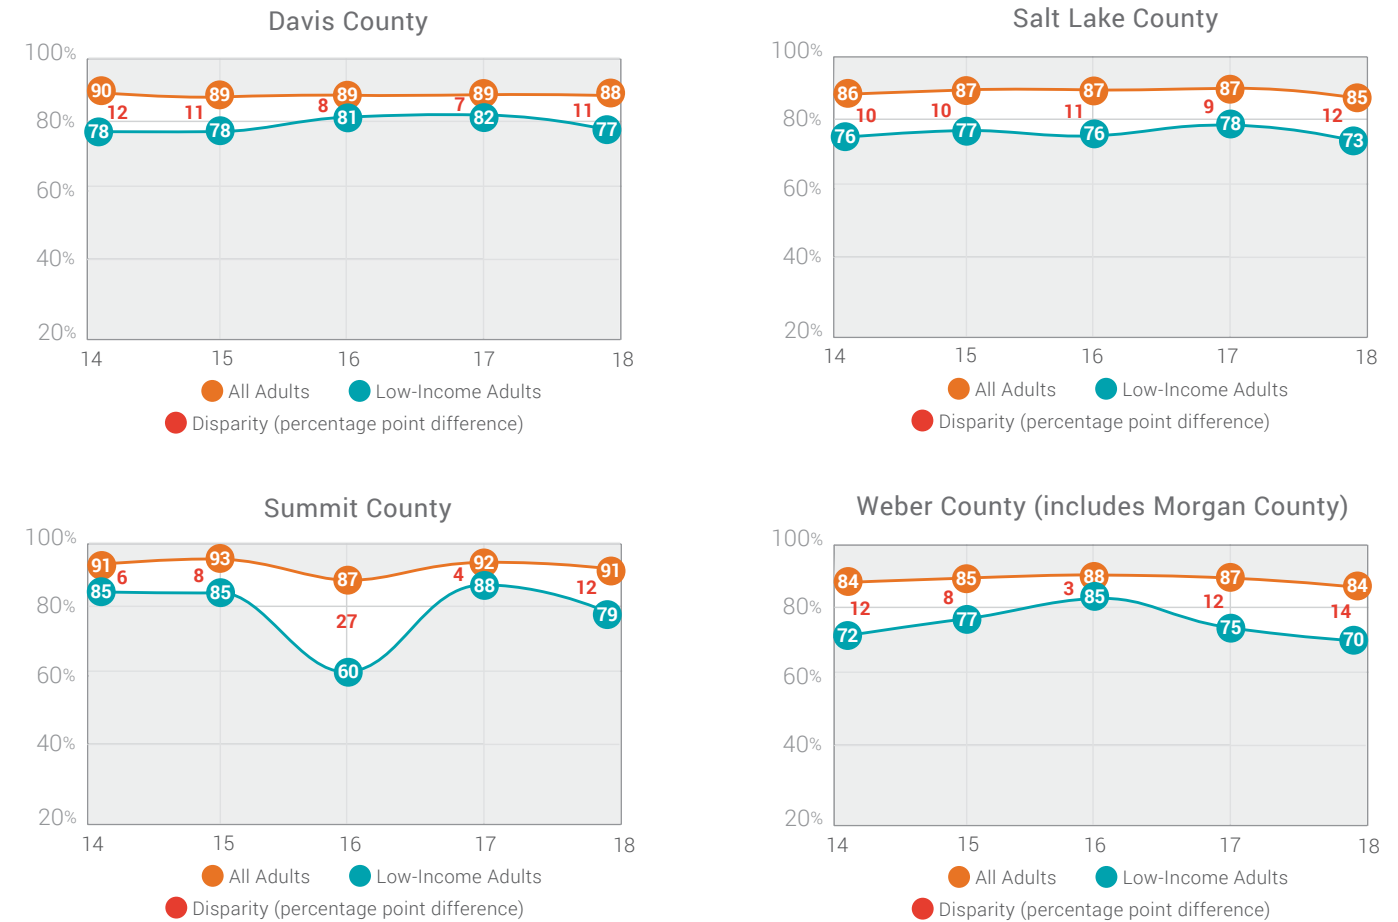 Davis County
100%
80%
60%
40%
20%
90 89 89 89 88
12 11 8 7 11
78 78 81 82 77
14 15 16 17 18
All Adults Low-Income Adults
Disparity (percentage point difference)
Salt Lake County
100%
80%
60%
40%
20%
86 87 87 87 85
10 10 11 9 12
76 77 76 78 73
14 15 16 17 18
All Adults Low-Income Adults
Disparity (percentage point difference)
Summit County
100%
80%
60%
40%
20%
91 93 87 92 91
6 8 27 4 12
85 85 60 88 79
14 15 16 17 18
All Adults Low-Income Adults
Disparity (percentage point difference)
Weber County (includes Morgan County)
100%
80%
60%
40%
20%
84 85 88 87 84
12 8 3 12 14
72 77 85 75 70
14 15 16 17 18
All Adults Low-Income Adults
Disparity (percentage point difference)